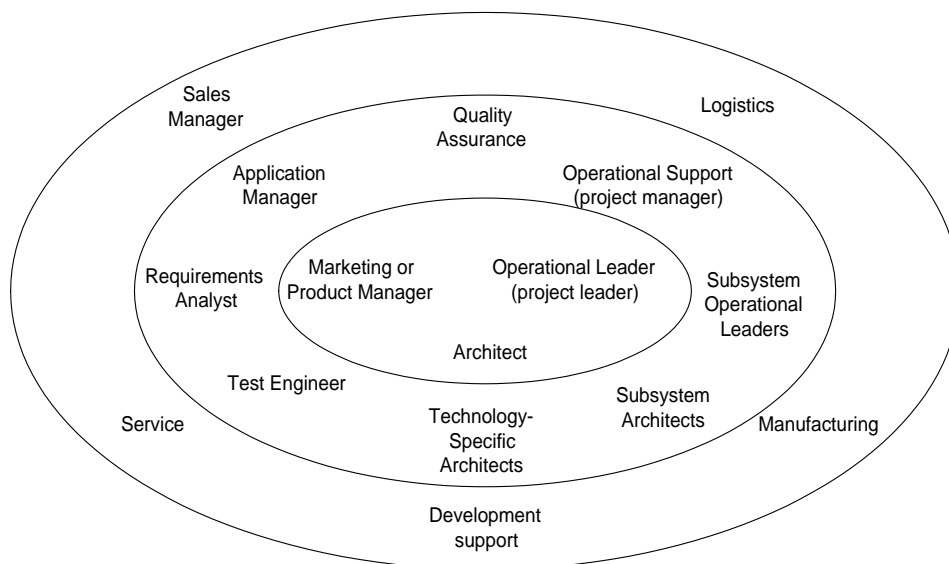 Sales
Manager
Logistics
Quality
Assurance
Application
Manager
Operational Support
(project manager)
Requirements
Analyst
Marketing or
Product Manager
Operational Leader
(project leader)
Subsystem
Operational
Leaders
Architect
Test Engineer
Subsystem
Architects
Technology-
Specific
Architects
Service
Manufacturing
Development
support